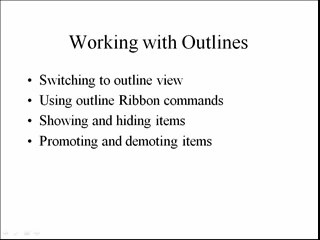 Working with Outlines
• Switching to outline view
• Using outline Ribbon commands
• Showing and hiding items
• Promoting and demoting items